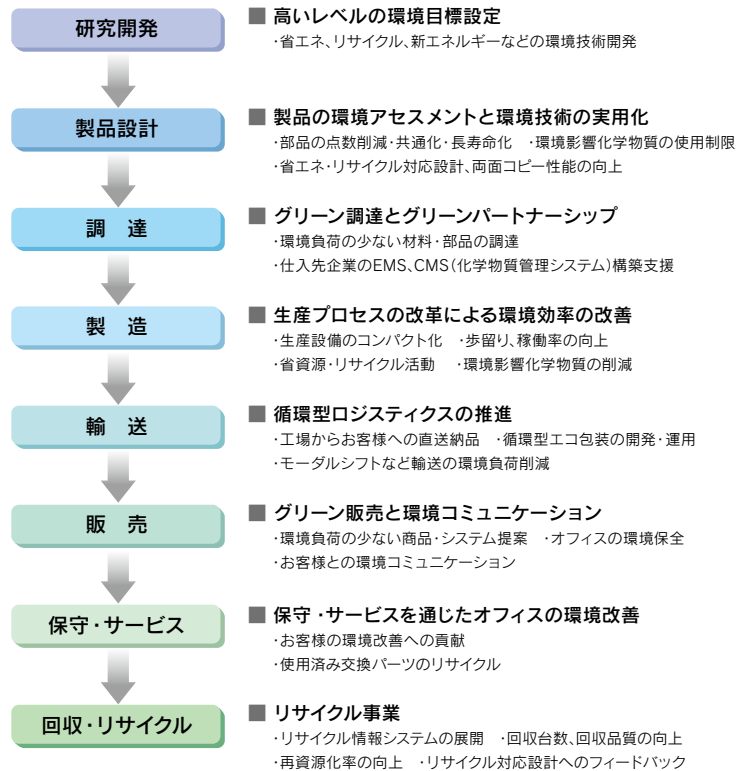 研究開発
■ 高いレベルの環境目標設定
・省エネ、リサイクル、新エネルギーなどの環境技術開発
製品設計
■ 製品の環境アセスメントと環境技術の実用化
・部品の点数削減・共通化・長寿命化　・環境影響化学物質の使用制限
・省エネ・リサイクル対応設計、両面コピー性能の向上
調　達
■ グリーン調達とグリーンパートナーシップ
・環境負荷の少ない材料・部品の調達
・仕入先企業のEMS、CMS(化学物質管理システム)構築支援
製　造
■ 生産プロセスの改革による環境効率の改善
・生産設備のコンパクト化　・歩留り、稼働率の向上
・省資源・リサイクル活動　・環境影響化学物質の削減
輸　送
■ 循環型ロジスティクスの推進
・工場からお客様への直送納品　・循環型エコ包装の開発・運用
・モーダルシフトなど輸送の環境負荷削減
販　売
■ グリーン販売と環境コミュニケーション
・環境負荷の少ない商品・システム提案　・オフィスの環境保全
・お客様との環境コミュニケーション
保守・サービス
■ 保守・サービスを通じたオフィスの環境改善
・お客様の環境改善への貢献
・使用済み交換パーツのリサイクル
回収・リサイクル
■ リサイクル事業
・リサイクル情報システムの展開　・回収台数、回収品質の向上
・再資源化率の向上　・リサイクル対応設計へのフィードバック